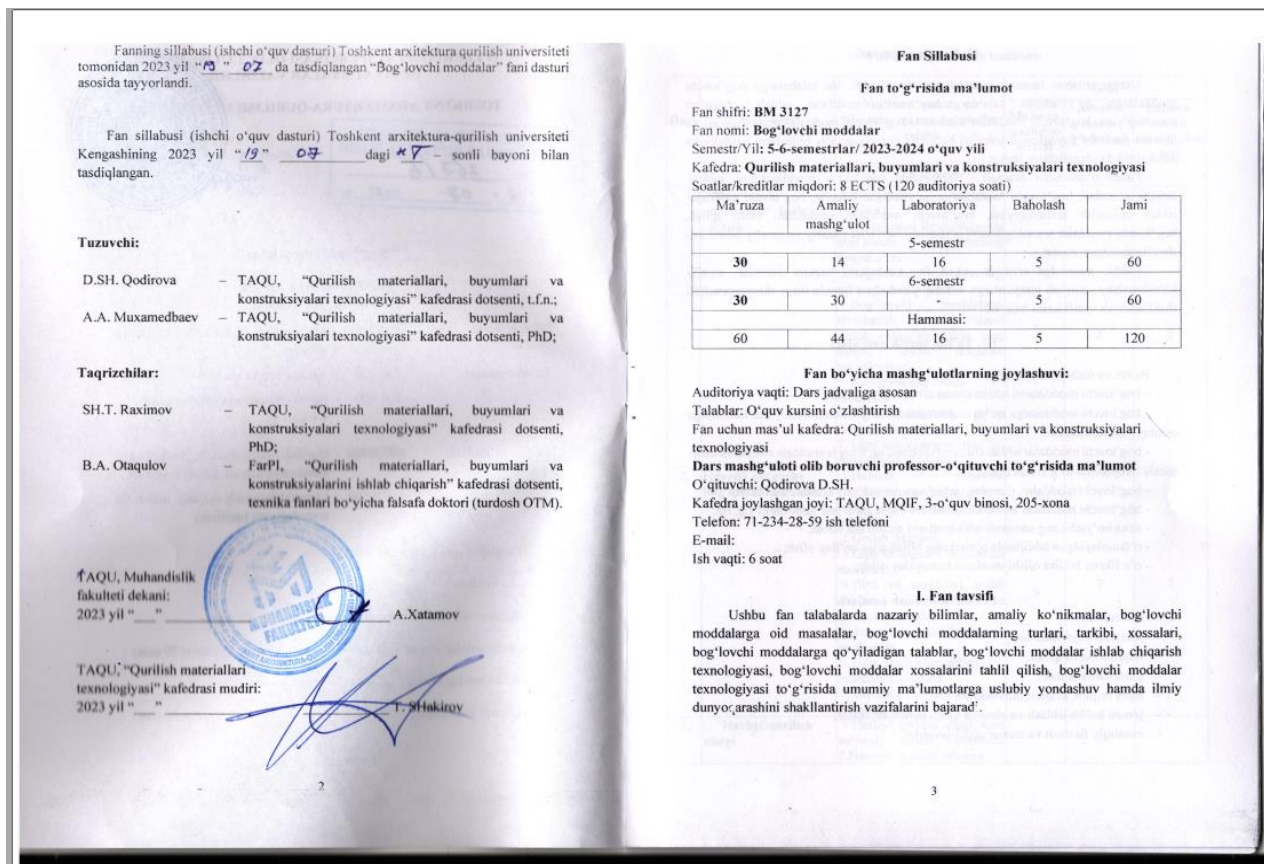 Fanning sillabusi (ishchi o‘quv dasturi) Toshkent arxitektura qurilish universiteti
tomonidan 2023 yil “19” 07 da tasdiqlangan “Bog‘lovchi moddalar” fani dasturi
asosida tayyorlandi.
Fan sillabusi (ishchi o‘quv dasturi) Toshkent arxitektura-qurilish universiteti
Kengashining 2023 yil “19” 07 dagi – sonli bayoni bilan
tasdiqlangan.
Tuzuvchi:
D.SH. Qodirova – TAQU, “Qurilish materiallari, buyumlari va
konstruksiyalari texnologiyasi” kafedrasi dotsenti, t.f.n.;
A.A. Muxamedbaev – TAQU, “Qurilish materiallari, buyumlari va
konstruksiyalari texnologiyasi” kafedrasi dotsenti, PhD;
Taqrizchilar:
SH.T. Raximov – TAQU, “Qurilish materiallari, buyumlari va
konstruksiyalari texnologiyasi” kafedrasi dotsenti,
PhD;
B.A. Otaqulov – FarPI, “Qurilish materiallari, buyumlari va
konstruksiyalarini ishlab chiqarish” kafedrasi dotsenti,
texnika fanlari bo‘yicha falsafa doktori (turdosh OTM).
TAQU, Muhandislik
fakulteti dekani:
2023 yil “___” ___ A.Xatamov
MUHANDISLIK
FAKULTETI
TAQU, “Qurilish materiallari
texnologiyasi” kafedrasi mudiri:
2023 yil “___” ___ T. SHakirov
2
Fan Sillabusi
Fan to‘g‘risida ma’lumot
Fan shifri: BM 3127
Fan nomi: Bog‘lovchi moddalar
Semestr/Yil: 5-6-semestrlar/ 2023-2024 o‘quv yili
Kafedra: Qurilish materiallari, buyumlari va konstruksiyalari texnologiyasi
Soatlar/kreditlar miqdori: 8 ECTS (120 auditoriya soati)
Ma’ruza Amaliy mashg‘ulot Laboratoriya Baholash Jami
5-semestr
30 14 16 5 60
6-semestr
30 30 - 5 60
Hammasi:
60 44 16 5 120
Fan bo‘yicha mashg‘ulotlarning joylashuvi:
Auditoriya vaqti: Dars jadvaliga asosan
Talablar: O‘quv kursini o‘zlashtirish
Fan uchun mas’ul kafedra: Qurilish materiallari, buyumlari va konstruksiyalari
texnologiyasi
Dars mashg‘uloti olib boruvchi professor-o‘qituvchi to‘g‘risida ma’lumot
O‘qituvchi: Qodirova D.SH.
Kafedra joylashgan joyi: TAQU, MQIF, 3-o‘quv binosi, 205-xona
Telefon: 71-234-28-59 ish telefoni
E-mail:
Ish vaqti: 6 soat
I. Fan tavsifi
Ushbu fan talabalarda nazariy bilimlar, amaliy ko‘nikmalar, bog‘lovchi
moddalarga oid masalalar, bog‘lovchi moddalarning turlari, tarkibi, xossalari,
bog‘lovchi moddalarga qo‘yiladigan talablar, bog‘lovchi moddalar ishlab chiqarish
texnologiyasi, bog‘lovchi moddalar xossalarini tahlil qilish, bog‘lovchi moddalar
texnologiyasi to‘g‘risida umumiy ma’lumotlarga uslubiy yondashuv hamda ilmiy
dunyoqarashini shakllantirish vazifalarini bajaradi.
3